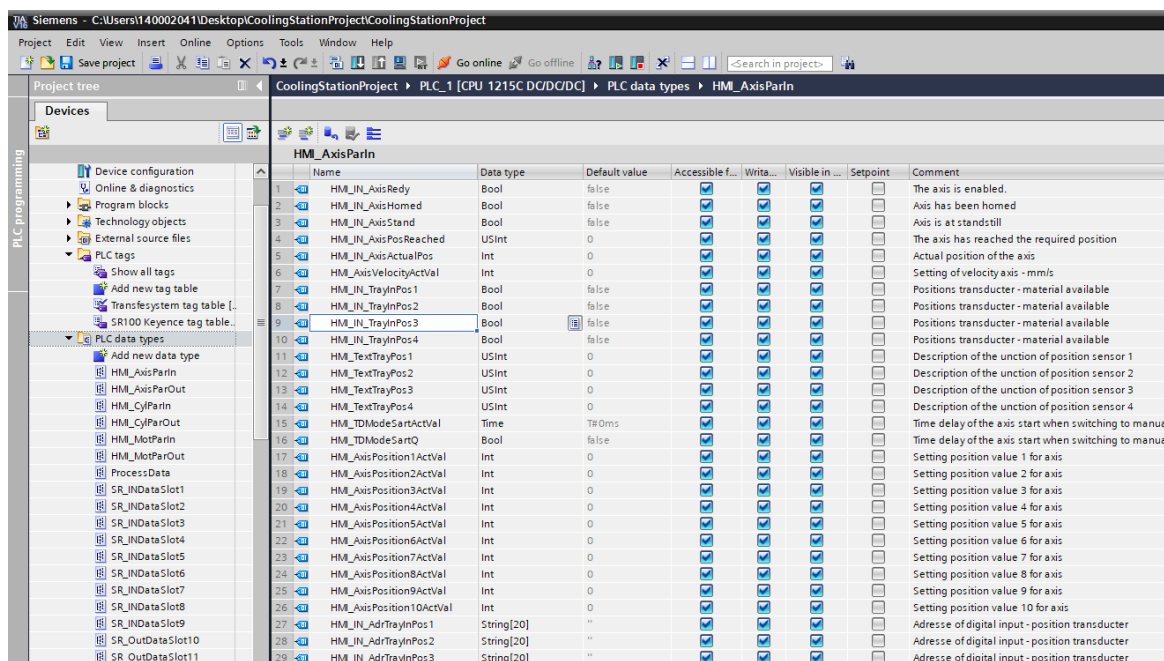 Siemens - C:\Users\140002041\Desktop\CoolingStationProject\CoolingStationProject
Project Edit View Insert Online Options Tools Window Help
Save project Go online Go offline <Search in project>
Project tree CoolingStationProject ▸ PLC_1 [CPU 1215C DC/DC/DC] ▸ PLC data types ▸ HMI_AxisParIn
Devices
PLC programming
HMI_AxisParIn
Name Data type Default value Accessible f... Writa... Visible in ... Setpoint Comment
Device configuration
Online & diagnostics
Program blocks
Technology objects
External source files
PLC tags
Show all tags
Add new tag table
Transfesystem tag table [..
SR100 Keyence tag table..
PLC data types
Add new data type
HMI_AxisParIn
HMI_AxisParOut
HMI_CylParIn
HMI_CylParOut
HMI_MotParIn
HMI_MotParOut
ProcessData
SR_INDataSlot1
SR_INDataSlot2
SR_INDataSlot3
SR_INDataSlot4
SR_INDataSlot5
SR_INDataSlot6
SR_INDataSlot7
SR_INDataSlot8
SR_INDataSlot9
SR_OutDataSlot10
SR_OutDataSlot11
1 HMI_IN_AxisRedy Bool false The axis is enabled.
2 HMI_IN_AxisHomed Bool false Axis has been homed
3 HMI_IN_AxisStand Bool false Axis is at standstill
4 HMI_IN_AxisPosReached USInt 0 The axis has reached the required position
5 HMI_IN_AxisActualPos Int 0 Actual position of the axis
6 HMI_AxisVelocityActVal Int 0 Setting of velocity axis - mm/s
7 HMI_IN_TrayInPos1 Bool false Positions transducter - material available
8 HMI_IN_TrayInPos2 Bool false Positions transducter - material available
9 HMI_IN_TrayInPos3 Bool false Positions transducter - material available
10 HMI_IN_TrayInPos4 Bool false Positions transducter - material available
11 HMI_TextTrayPos1 USInt 0 Description of the unction of position sensor 1
12 HMI_TextTrayPos2 USInt 0 Description of the unction of position sensor 2
13 HMI_TextTrayPos3 USInt 0 Description of the unction of position sensor 3
14 HMI_TextTrayPos4 USInt 0 Description of the unction of position sensor 4
15 HMI_TDModeSartActVal Time T#0ms Time delay of the axis start when switching to manua
16 HMI_TDModeSartQ Bool false Time delay of the axis start when switching to manua
17 HMI_AxisPosition1ActVal Int 0 Setting position value 1 for axis
18 HMI_AxisPosition2ActVal Int 0 Setting position value 2 for axis
19 HMI_AxisPosition3ActVal Int 0 Setting position value 3 for axis
20 HMI_AxisPosition4ActVal Int 0 Setting position value 4 for axis
21 HMI_AxisPosition5ActVal Int 0 Setting position value 5 for axis
22 HMI_AxisPosition6ActVal Int 0 Setting position value 6 for axis
23 HMI_AxisPosition7ActVal Int 0 Setting position value 7 for axis
24 HMI_AxisPosition8ActVal Int 0 Setting position value 8 for axis
25 HMI_AxisPosition9ActVal Int 0 Setting position value 9 for axis
26 HMI_AxisPosition10ActVal Int 0 Setting position value 10 for axis
27 HMI_IN_AdrTrayInPos1 String[20] '' Adresse of digital input - position transducter
28 HMI_IN_AdrTrayInPos2 String[20] '' Adresse of digital input - position transducter
29 HMI_IN_AdrTrayInPos3 String[20] '' Adresse of digital input - position transducter